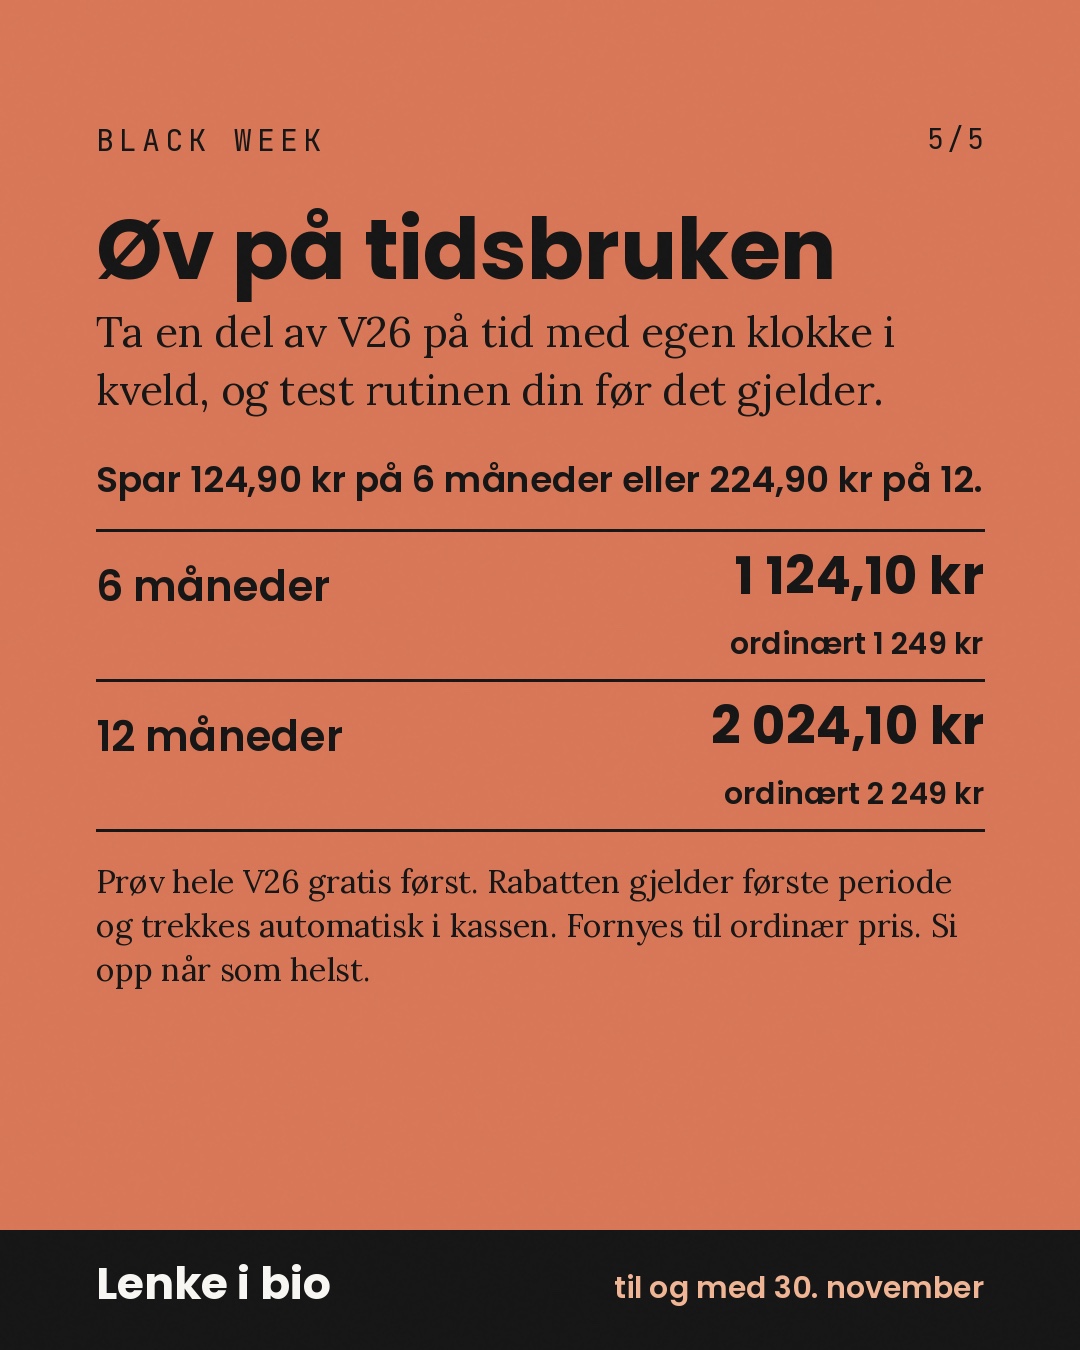 BLACK WEEK
5/5
Øv på tidsbruken
Ta en del av V26 på tid med egen klokke i
kveld, og test rutinen din før det gjelder.
Spar 124,90 kr på 6 måneder eller 224,90 kr på 12.
6 måneder
1 124,10 kr
ordinært 1 249 kr
12 måneder
2 024,10 kr
ordinært 2 249 kr
Prøv hele V26 gratis først. Rabatten gjelder første periode
og trekkes automatisk i kassen. Fornyes til ordinær pris. Si
opp når som helst.
Lenke i bio
til og med 30. november